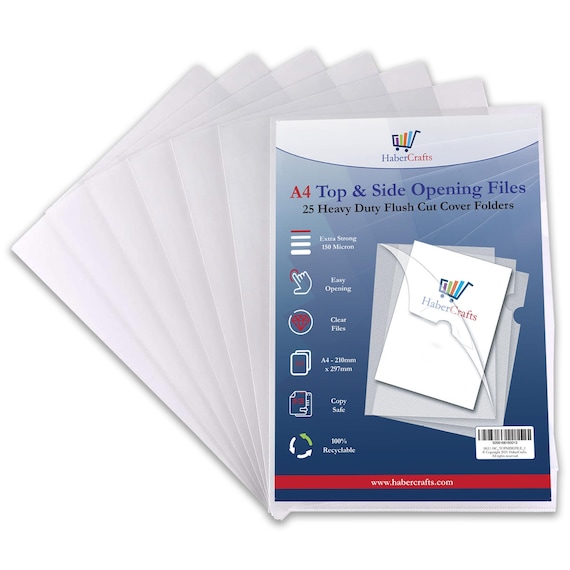 HaberCrafts
A4 Top & Side Opening Files
25 Heavy Duty Flush Cut Cover Folders
Extra Strong
150 Micron
Easy
Opening
Clear
Files
A4 - 210mm
x 297mm
Copy
Safe
100%
Recyclable
HaberCrafts
www.habercrafts.com